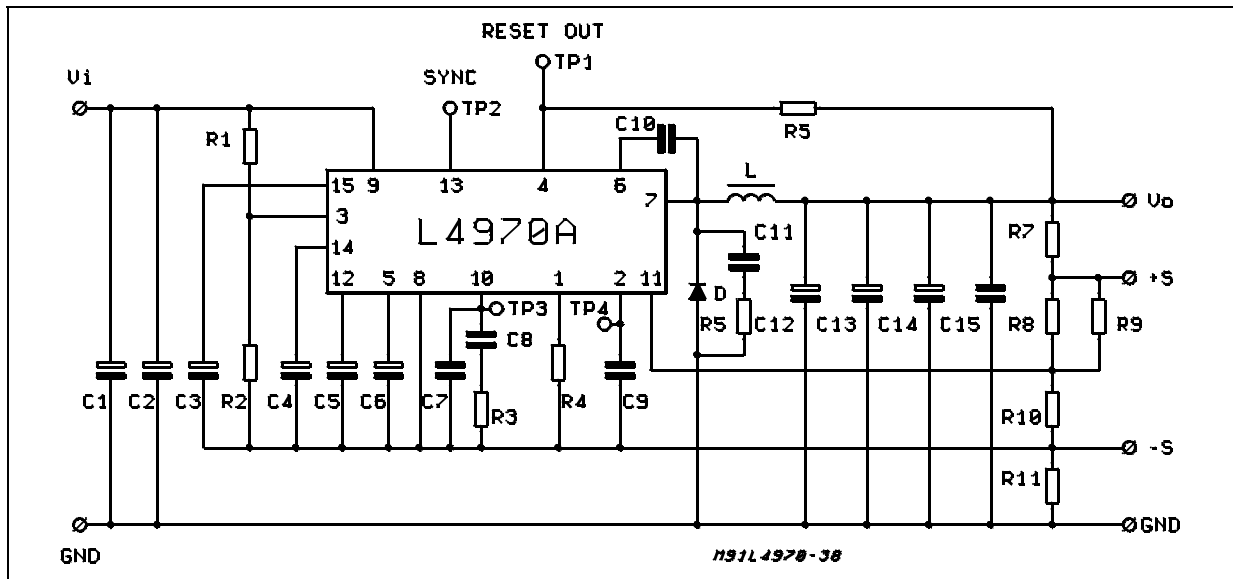 RESET OUT
TP1
Vi
SYNC
TP2
C10
R5
R1
15 9 13 4 6
7
L
Vo
3
L4970A
14
C11
R7
12 5 8 10 1 2 11
+S
TP3
TP4
D
R5
C12
C13
C14
C15
R8
R9
C8
C1
C2
C3
R2
C4
C5
C6
C7
R3
R4
C9
R10
-S
R11
GND
GND
M91L4970-38